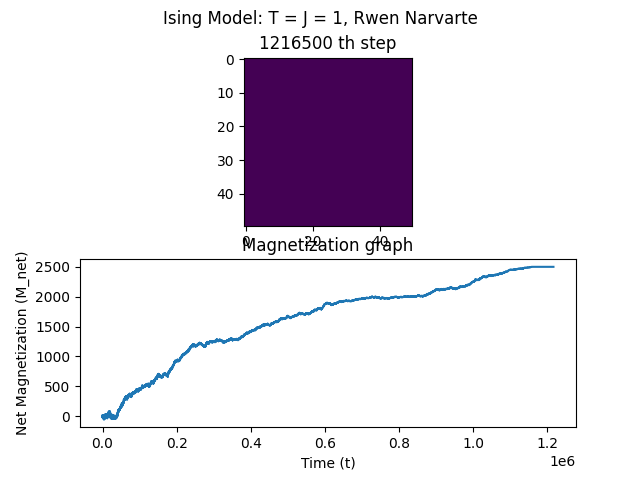 Ising Model: T = J = 1, Rwen Narvarte
1216500 th step
0
10
20
30
40
0 20 40
Magnetization graph
Net Magnetization (M_net)
2500
2000
1500
1000
500
0
0.0 0.2 0.4 0.6 0.8 1.0 1.2
1e6
Time (t)